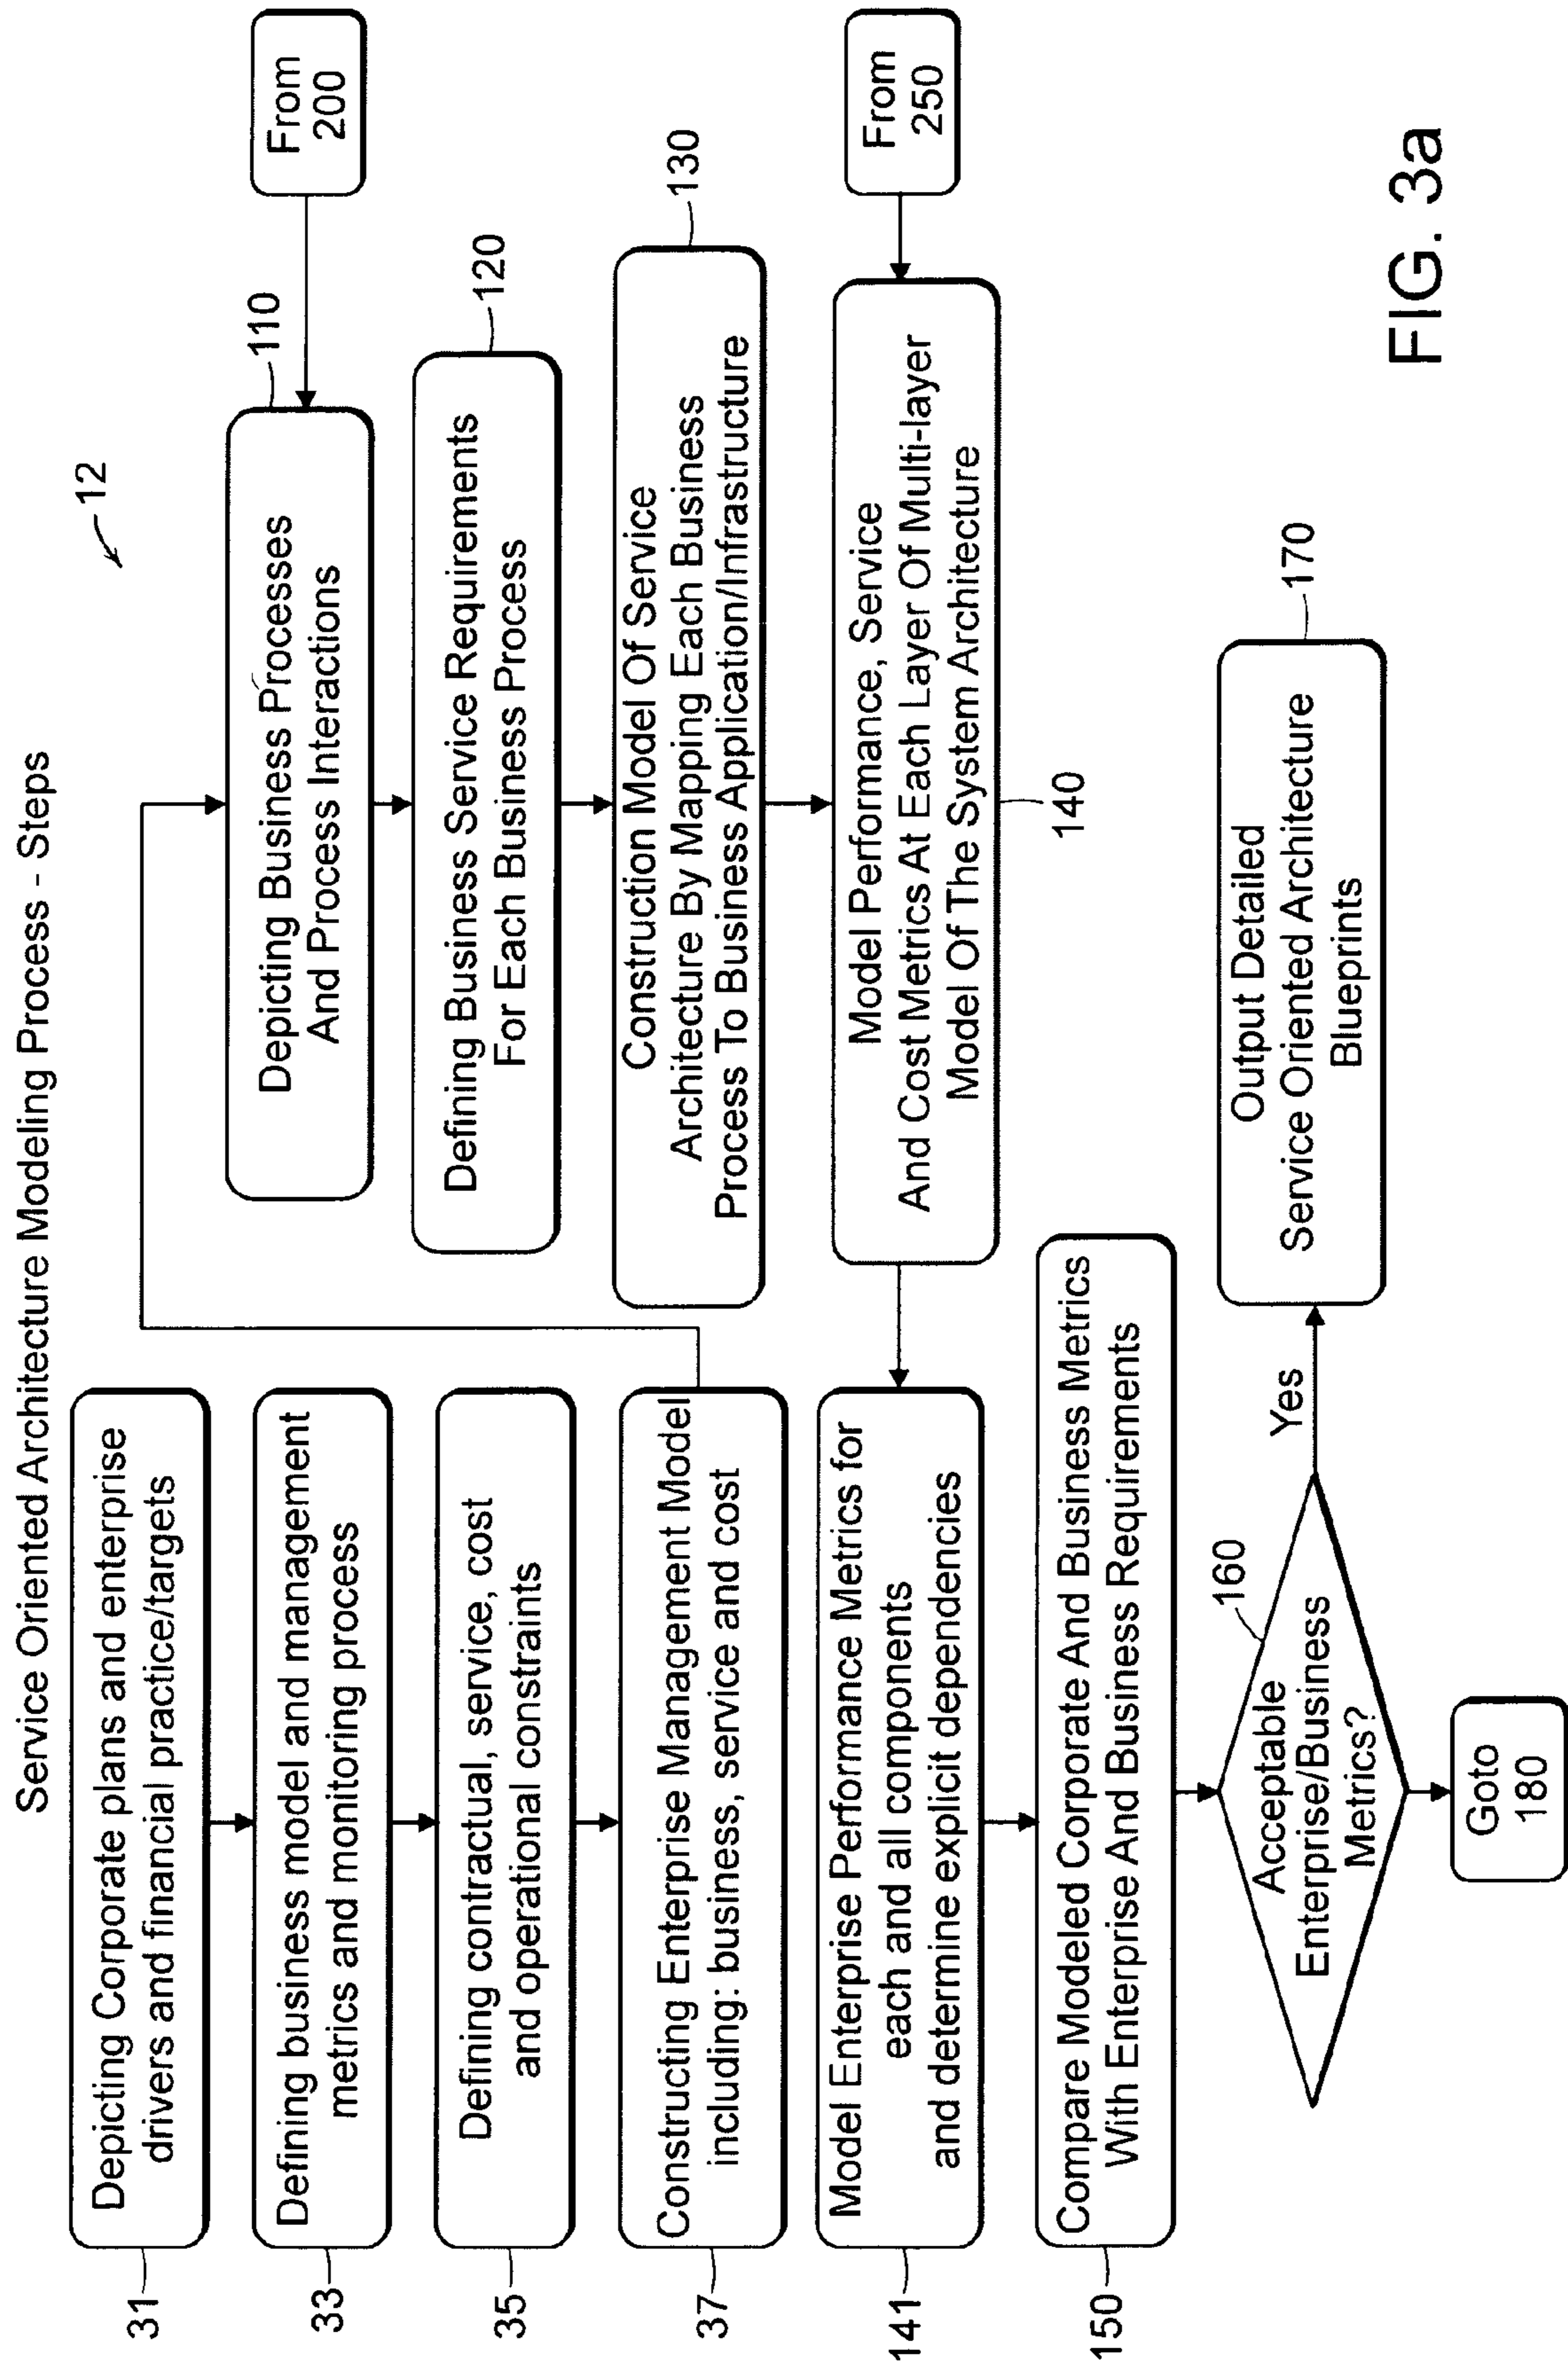 Service Oriented Architecture Modeling Process - Steps
12
31
Depicting Corporate plans and enterprise
drivers and financial practice/targets
33
Defining business model and management
metrics and monitoring process
35
Defining contractual, service, cost
and operational constraints
37
Constructing Enterprise Management Model
including: business, service and cost
110
Depicting Business Processes
And Process Interactions
From
200
120
Defining Business Service Requirements
For Each Business Process
130
Construction Model Of Service
Architecture By Mapping Each Business
Process To Business Application/Infrastructure
140
Model Performance, Service
And Cost Metrics At Each Layer Of Multi-layer
Model Of The System Architecture
From
250
141
Model Enterprise Performance Metrics for
each and all components
and determine explicit dependencies
150
Compare Modeled Corporate And Business Metrics
With Enterprise And Business Requirements
160
Acceptable
Enterprise/Business
Metrics?
Yes
170
Output Detailed
Service Oriented Architecture
Blueprints
Goto
180
FIG. 3a